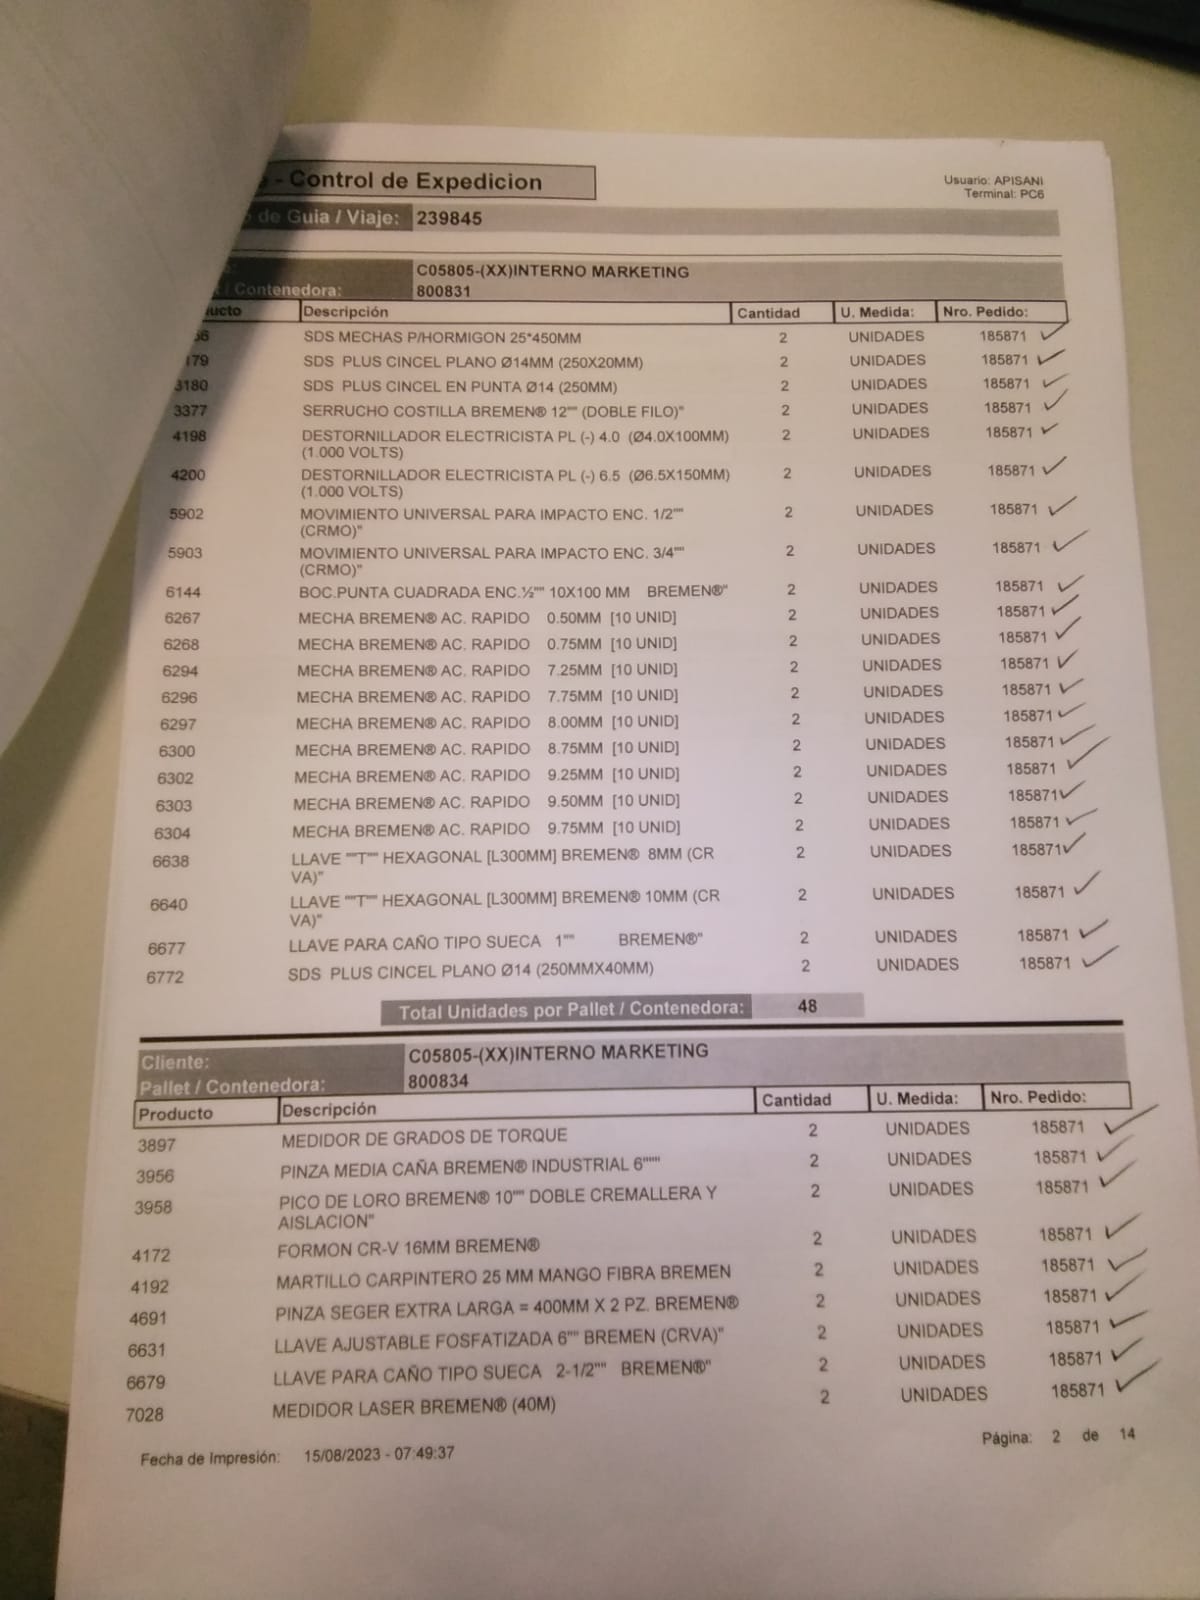 - Control de Expedicion
Usuario: APISANI
Terminal: PC6
de Guia / Viaje: 239845
C05805-(XX)INTERNO MARKETING
/ Contenedora: 800831
Descripción Cantidad U. Medida: Nro. Pedido:
SDS MECHAS P/HORMIGON 25*450MM 2 UNIDADES 185871
SDS PLUS CINCEL PLANO Ø14MM (250X20MM) 2 UNIDADES 185871
3180 SDS PLUS CINCEL EN PUNTA Ø14 (250MM) 2 UNIDADES 185871
3377 SERRUCHO COSTILLA BREMEN® 12"" (DOBLE FILO)" 2 UNIDADES 185871
4198 DESTORNILLADOR ELECTRICISTA PL (-) 4.0 (Ø4.0X100MM) 2 UNIDADES 185871
(1.000 VOLTS)
4200 DESTORNILLADOR ELECTRICISTA PL (-) 6.5 (Ø6.5X150MM) 2 UNIDADES 185871
(1.000 VOLTS)
5902 MOVIMIENTO UNIVERSAL PARA IMPACTO ENC. 1/2"" 2 UNIDADES 185871
(CRMO)"
5903 MOVIMIENTO UNIVERSAL PARA IMPACTO ENC. 3/4"" 2 UNIDADES 185871
(CRMO)"
6144 BOC.PUNTA CUADRADA ENC.½"" 10X100 MM BREMEN®" 2 UNIDADES 185871
6267 MECHA BREMEN® AC. RAPIDO 0.50MM [10 UNID] 2 UNIDADES 185871
6268 MECHA BREMEN® AC. RAPIDO 0.75MM [10 UNID] 2 UNIDADES 185871
6294 MECHA BREMEN® AC. RAPIDO 7.25MM [10 UNID] 2 UNIDADES 185871
6296 MECHA BREMEN® AC. RAPIDO 7.75MM [10 UNID] 2 UNIDADES 185871
6297 MECHA BREMEN® AC. RAPIDO 8.00MM [10 UNID] 2 UNIDADES 185871
6300 MECHA BREMEN® AC. RAPIDO 8.75MM [10 UNID] 2 UNIDADES 185871
6302 MECHA BREMEN® AC. RAPIDO 9.25MM [10 UNID] 2 UNIDADES 185871
6303 MECHA BREMEN® AC. RAPIDO 9.50MM [10 UNID] 2 UNIDADES 185871
6304 MECHA BREMEN® AC. RAPIDO 9.75MM [10 UNID] 2 UNIDADES 185871
6638 LLAVE ""T"" HEXAGONAL [L300MM] BREMEN® 8MM (CR 2 UNIDADES 185871
VA)"
6640 LLAVE ""T"" HEXAGONAL [L300MM] BREMEN® 10MM (CR 2 UNIDADES 185871
VA)"
6677 LLAVE PARA CAÑO TIPO SUECA 1"" BREMEN®" 2 UNIDADES 185871
6772 SDS PLUS CINCEL PLANO Ø14 (250MMX40MM) 2 UNIDADES 185871
Total Unidades por Pallet / Contenedora: 48
Cliente: C05805-(XX)INTERNO MARKETING
Pallet / Contenedora: 800834
Producto Descripción Cantidad U. Medida: Nro. Pedido:
3897 MEDIDOR DE GRADOS DE TORQUE 2 UNIDADES 185871
3956 PINZA MEDIA CAÑA BREMEN® INDUSTRIAL 6""" 2 UNIDADES 185871
3958 PICO DE LORO BREMEN® 10"" DOBLE CREMALLERA Y 2 UNIDADES 185871
AISLACION"
4172 FORMON CR-V 16MM BREMEN® 2 UNIDADES 185871
4192 MARTILLO CARPINTERO 25 MM MANGO FIBRA BREMEN 2 UNIDADES 185871
4691 PINZA SEGER EXTRA LARGA = 400MM X 2 PZ. BREMEN® 2 UNIDADES 185871
6631 LLAVE AJUSTABLE FOSFATIZADA 6"" BREMEN (CRVA)" 2 UNIDADES 185871
6679 LLAVE PARA CAÑO TIPO SUECA 2-1/2"" BREMEN®" 2 UNIDADES 185871
7028 MEDIDOR LASER BREMEN® (40M) 2 UNIDADES 185871
Fecha de Impresión: 15/08/2023 - 07:49:37
Página: 2 de 14